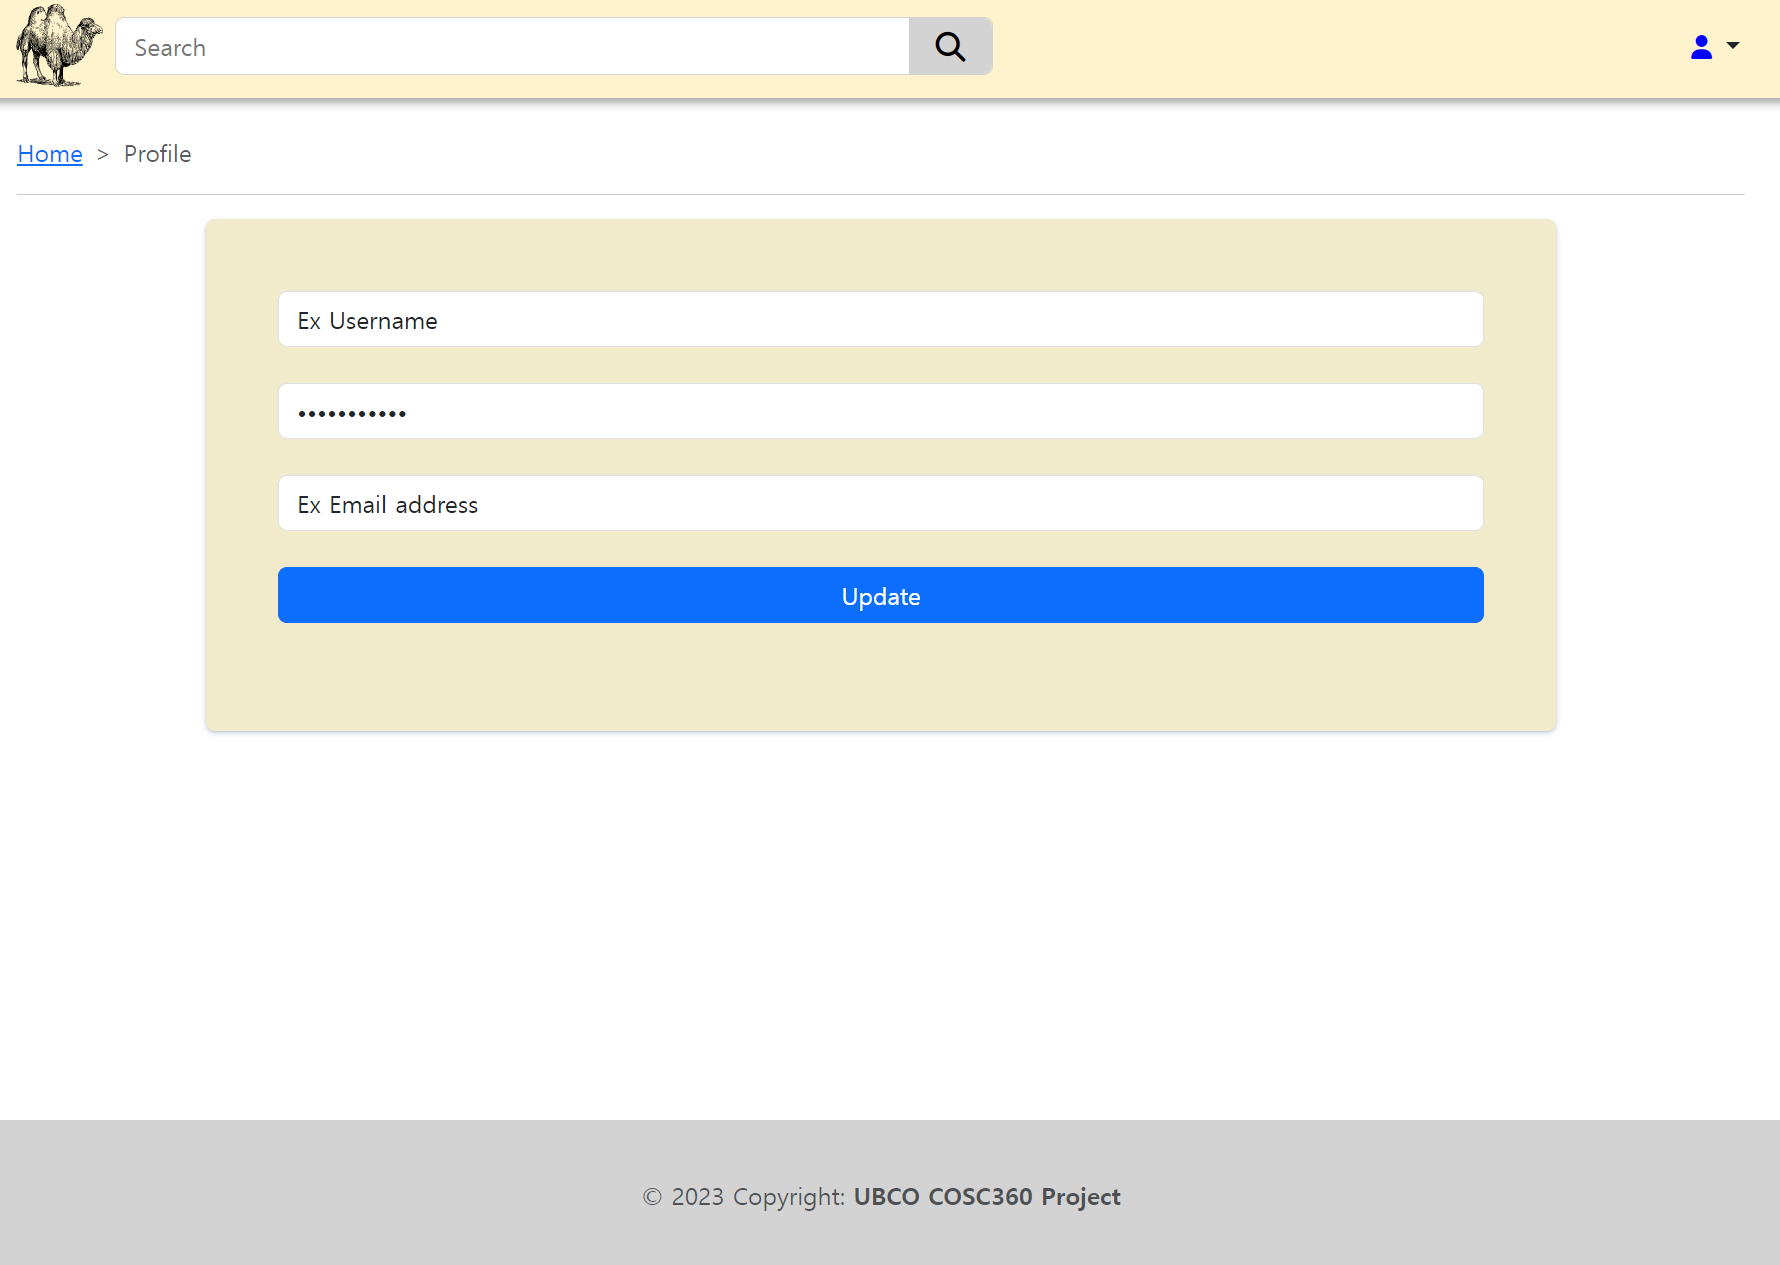 Search
Home > Profile
Ex Username
•••••••••••
Ex Email address
Update
© 2023 Copyright: UBCO COSC360 Project